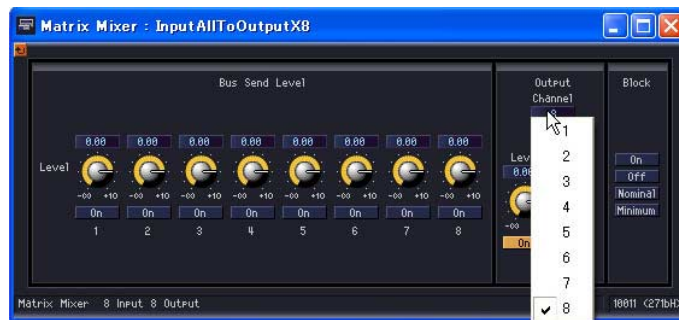 Matrix Mixer : InputAllToOutputX8
Bus Send Level
Output
Channel
Block
0.00 0.00 0.00 0.00 0.00 0.00 0.00 0.00
Level
-∞ +10 -∞ +10 -∞ +10 -∞ +10 -∞ +10 -∞ +10 -∞ +10 -∞ +10
On On On On On On On On
1 2 3 4 5 6 7 8
-∞
On
1
2
3
4
5
6
7
8
On
Off
Nominal
Minimum
Matrix Mixer 8 Input 8 Output
10011 (271bH)